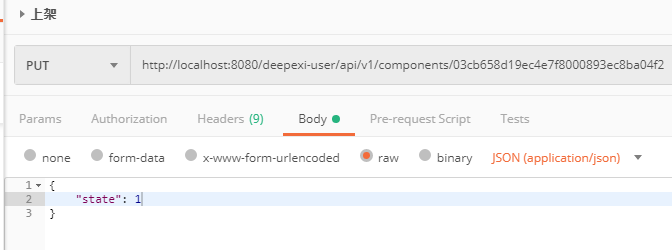 上架
PUT http://localhost:8080/deepexi-user/api/v1/components/03cb658d19ec4e7f8000893ec8ba04f2
Params Authorization Headers (9) Body Pre-request Script Tests
none form-data x-www-form-urlencoded raw binary JSON (application/json)
1 {
2 "state": 1
3 }